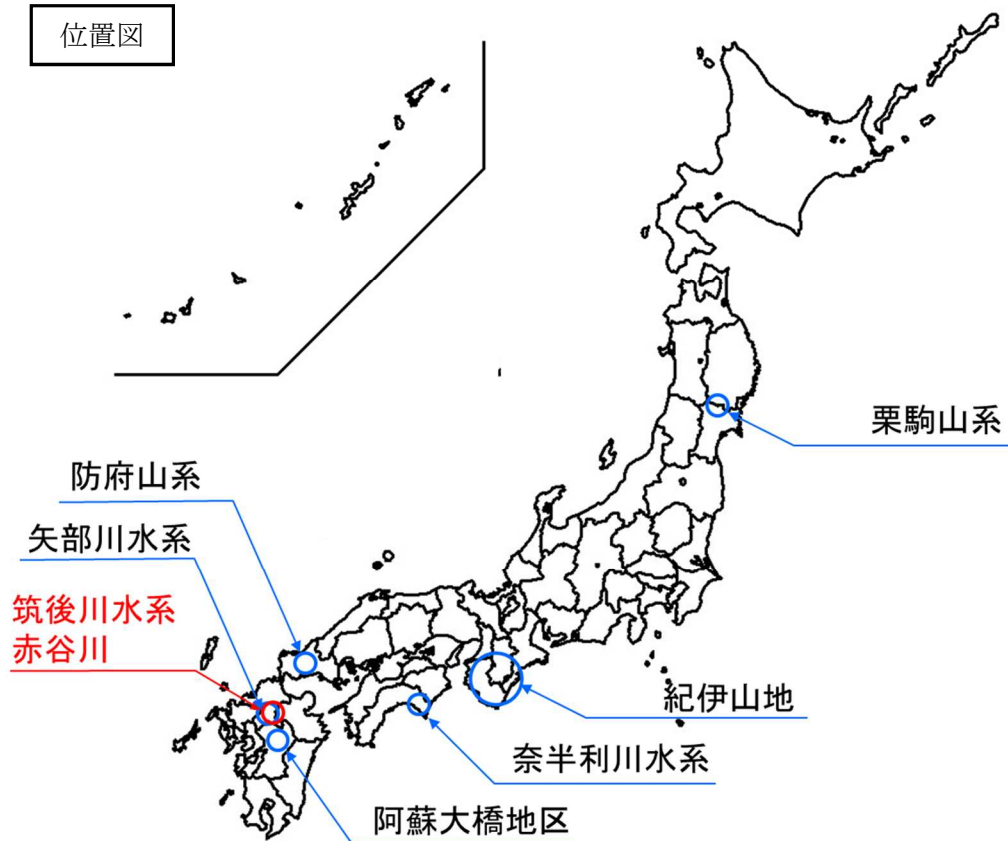 位置図
栗駒山系
防府山系
矢部川水系
筑後川水系
赤谷川
紀伊山地
奈半利川水系
阿蘇大橋地区